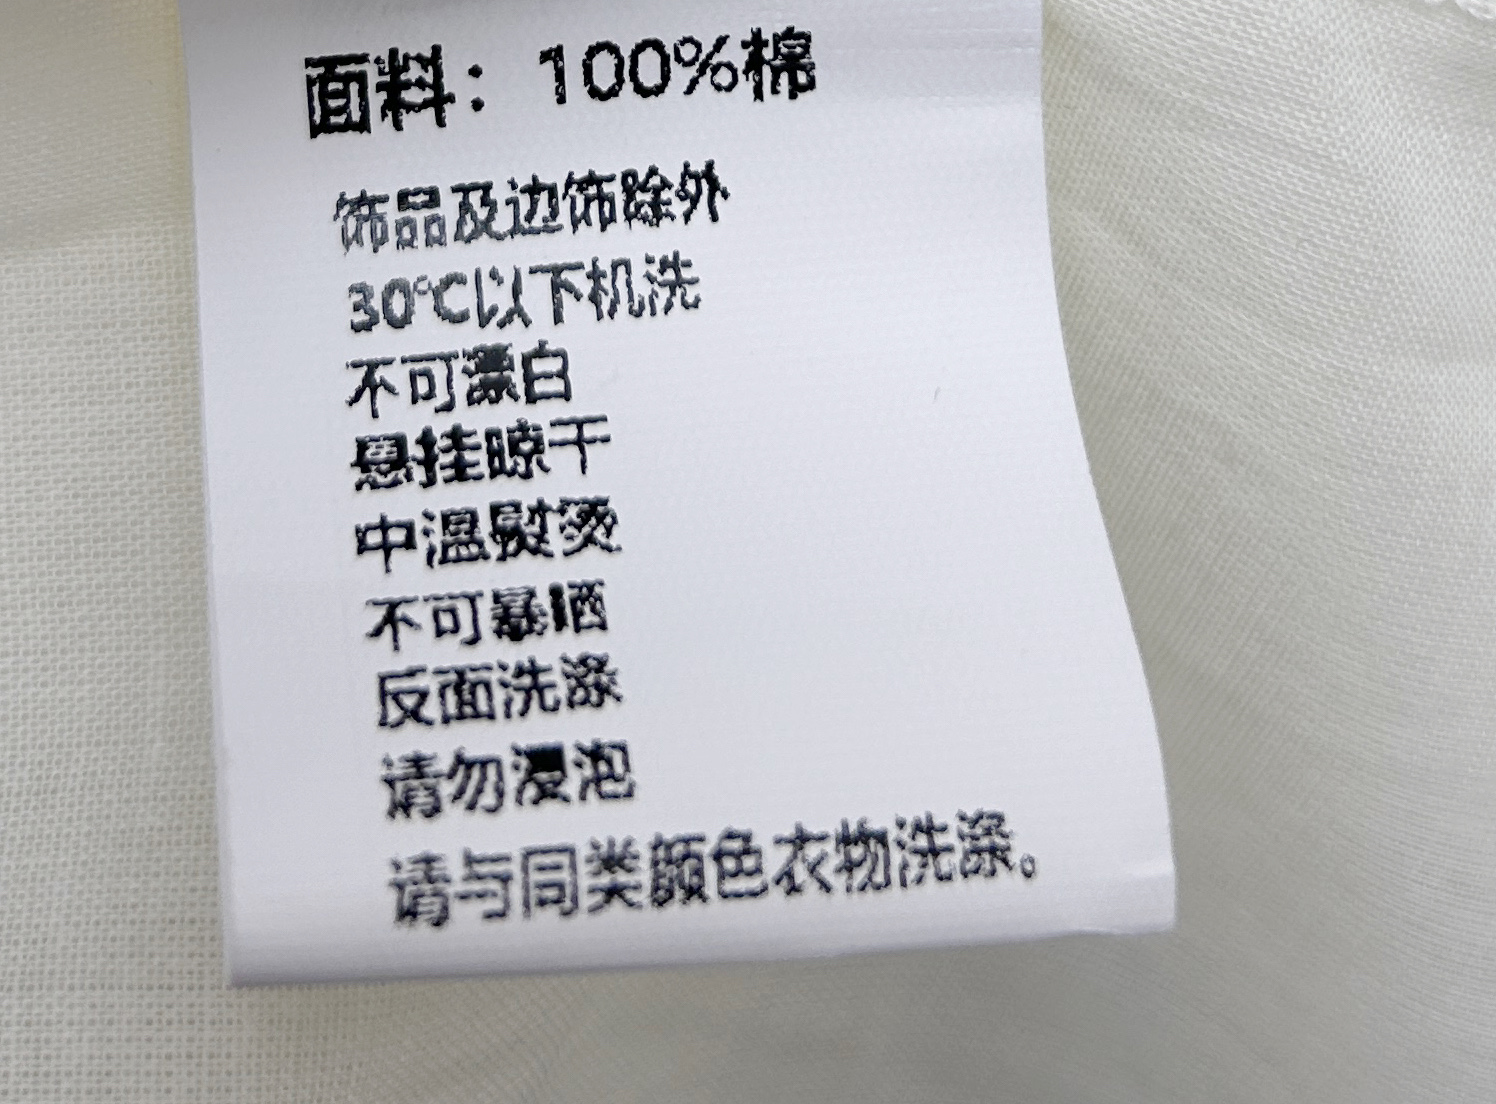 面料：100%棉
饰品及边饰除外
30℃以下机洗
不可漂白
悬挂晾干
中温熨烫
不可暴晒
反面洗涤
请勿浸泡
请与同类颜色衣物洗涤。